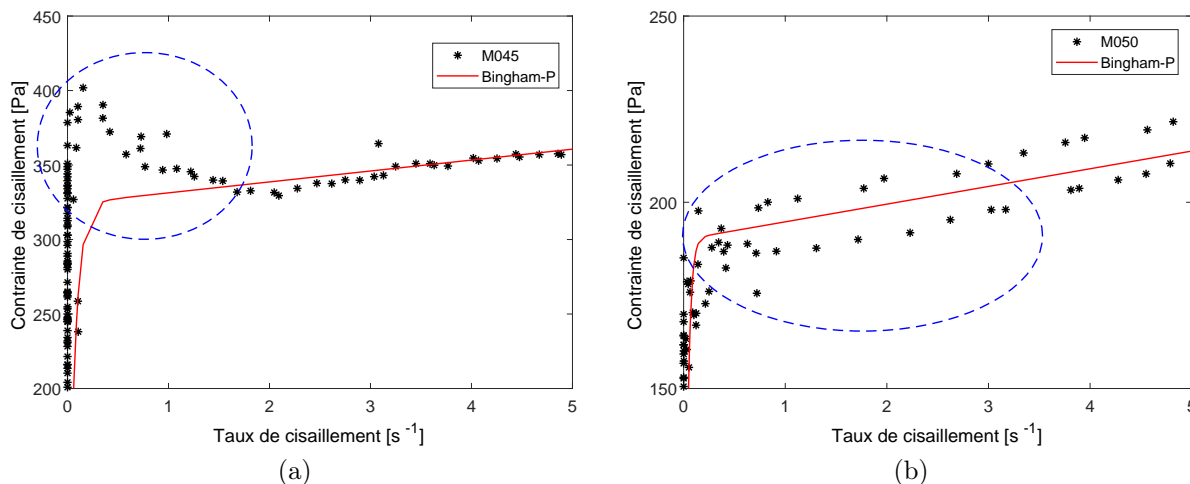 450
400
350
300
250
200
0
1
2
3
4
5
Contrainte de cisaillement [Pa]
Taux de cisaillement [s -1]
M045
Bingham-P
(a)
250
200
150
0
1
2
3
4
5
Contrainte de cisaillement [Pa]
Taux de cisaillement [s -1]
M050
Bingham-P
(b)